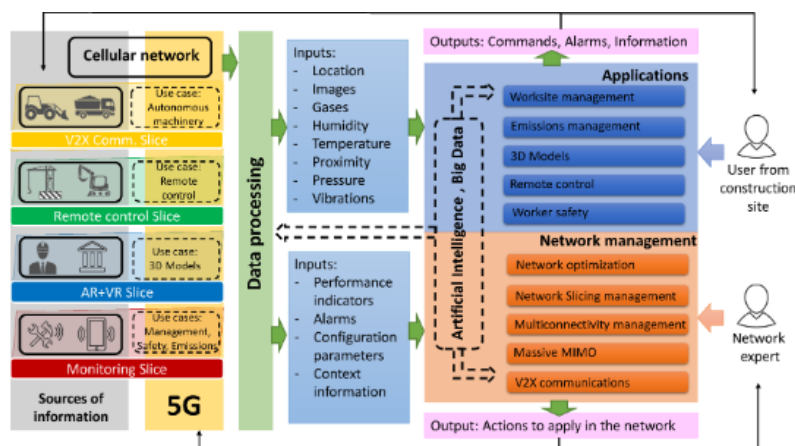 Cellular network
Use case:
Autonomous
machinery
V2X Comm. Slice
Use case:
Remote
control
Remote control Slice
Use case:
3D Models
AR+VR Slice
Use cases:
Management,
Safety, Emissions
Monitoring Slice
Sources of
information
5G
Data processing
Inputs:
- Location
- Images
- Gases
- Humidity
- Temperature
- Proximity
- Pressure
- Vibrations
Inputs:
- Performance
indicators
- Alarms
- Configuration
parameters
- Context
information
Outputs: Commands, Alarms, Information
Artificial Intelligence , Big Data
Applications
Worksite management
Emissions management
3D Models
Remote control
Worker safety
Network management
Network optimization
Network Slicing management
Multiconnectivity management
Massive MIMO
V2X communications
Output: Actions to apply in the network
User from
construction
site
Network
expert